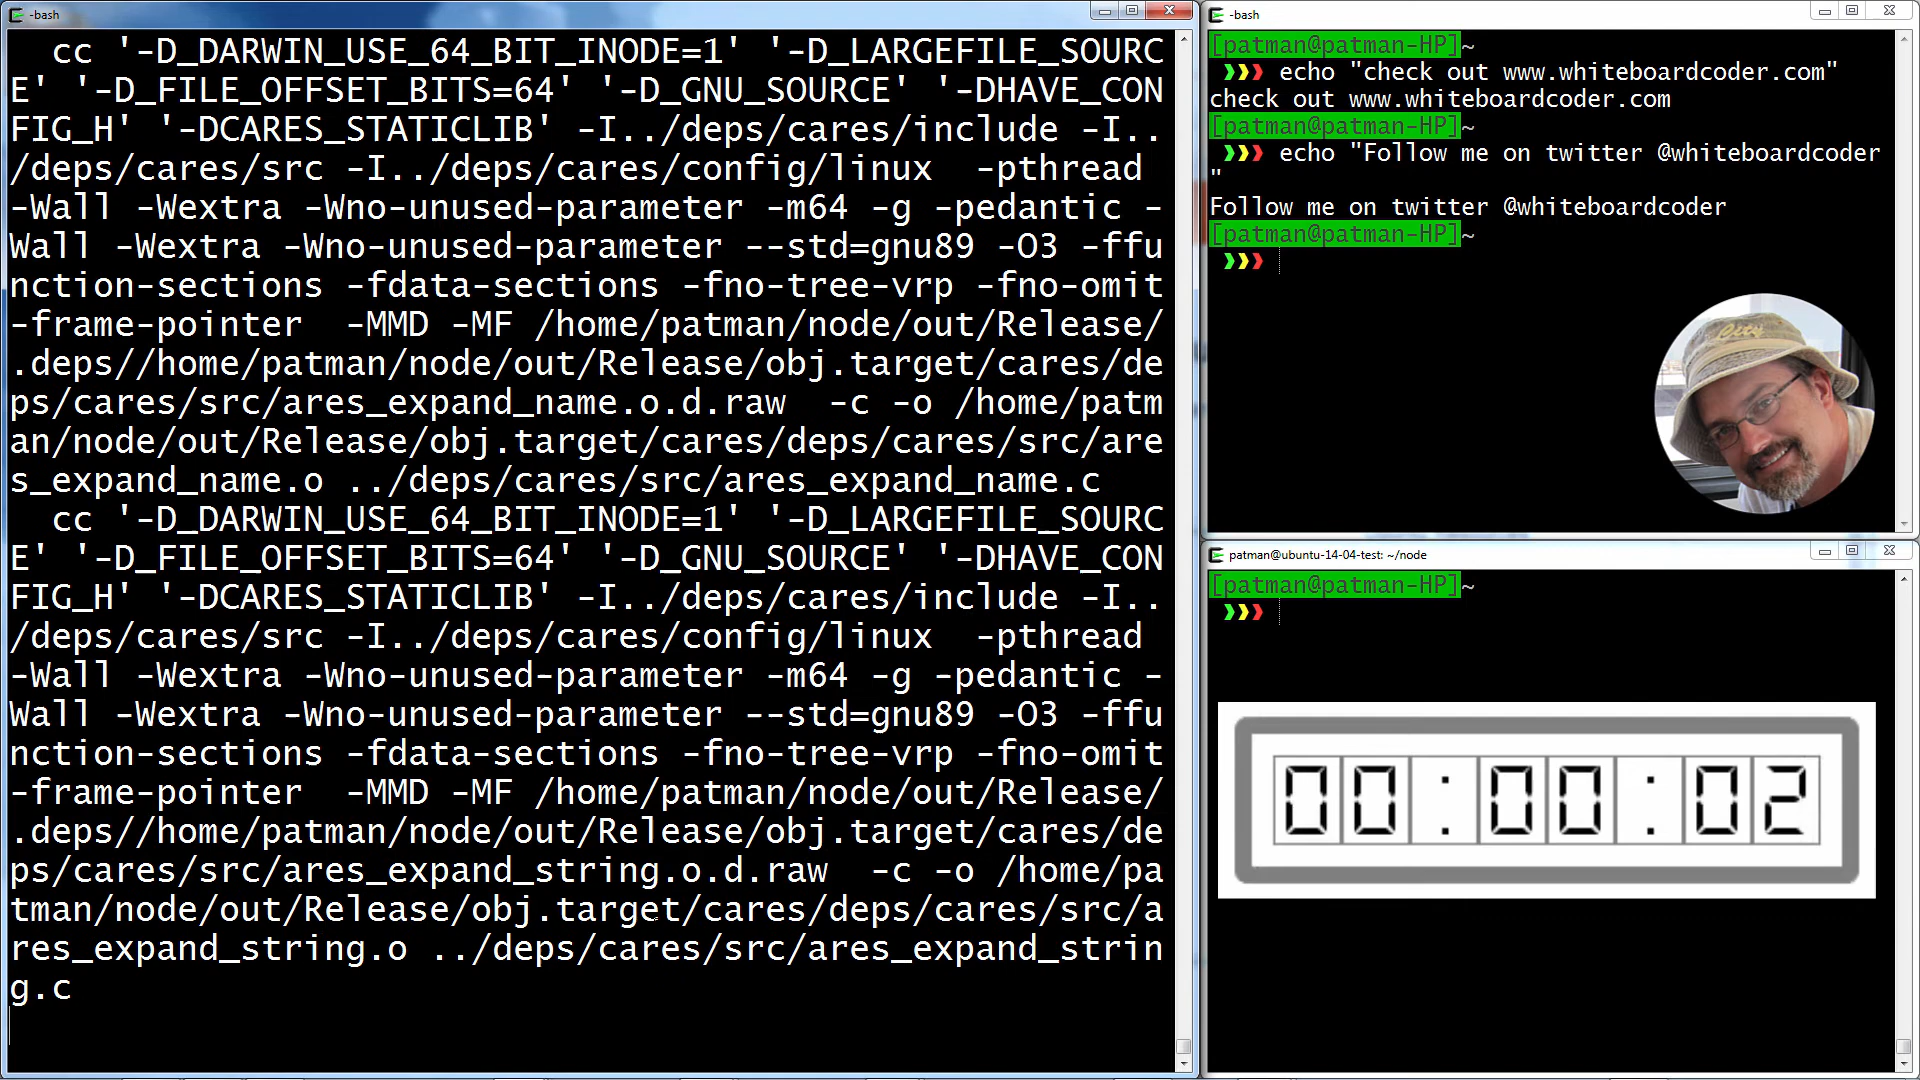 -bash
cc '-D_DARWIN_USE_64_BIT_INODE=1' '-D_LARGEFILE_SOURC
E' '-D_FILE_OFFSET_BITS=64' '-D_GNU_SOURCE' '-DHAVE_CON
FIG_H' '-DCARES_STATICLIB' -I../deps/cares/include -I..
/deps/cares/src -I../deps/cares/config/linux  -pthread
-Wall -Wextra -Wno-unused-parameter -m64 -g -pedantic -
Wall -Wextra -Wno-unused-parameter --std=gnu89 -O3 -ffu
nction-sections -fdata-sections -fno-tree-vrp -fno-omit
-frame-pointer  -MMD -MF /home/patman/node/out/Release/
.deps//home/patman/node/out/Release/obj.target/cares/de
ps/cares/src/ares_expand_name.o.d.raw  -c -o /home/patm
an/node/out/Release/obj.target/cares/deps/cares/src/are
s_expand_name.o ../deps/cares/src/ares_expand_name.c
cc '-D_DARWIN_USE_64_BIT_INODE=1' '-D_LARGEFILE_SOURC
E' '-D_FILE_OFFSET_BITS=64' '-D_GNU_SOURCE' '-DHAVE_CON
FIG_H' '-DCARES_STATICLIB' -I../deps/cares/include -I..
/deps/cares/src -I../deps/cares/config/linux  -pthread
-Wall -Wextra -Wno-unused-parameter -m64 -g -pedantic -
Wall -Wextra -Wno-unused-parameter --std=gnu89 -O3 -ffu
nction-sections -fdata-sections -fno-tree-vrp -fno-omit
-frame-pointer  -MMD -MF /home/patman/node/out/Release/
.deps//home/patman/node/out/Release/obj.target/cares/de
ps/cares/src/ares_expand_string.o.d.raw  -c -o /home/pa
tman/node/out/Release/obj.target/cares/deps/cares/src/a
res_expand_string.o ../deps/cares/src/ares_expand_strin
g.c
-bash
[patman@patman-HP]~
❯❯❯ echo "check out www.whiteboardcoder.com"
check out www.whiteboardcoder.com
[patman@patman-HP]~
❯❯❯ echo "Follow me on twitter @whiteboardcoder
"
Follow me on twitter @whiteboardcoder
[patman@patman-HP]~
❯❯❯
City
patman@ubuntu-14-04-test: ~/node
[patman@patman-HP]~
❯❯❯
00:00:02